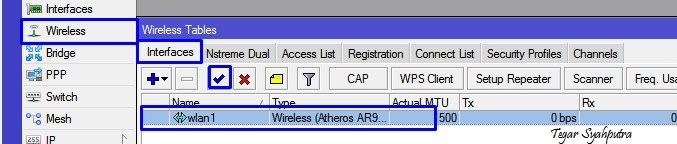 Interfaces
Wireless
Bridge
PPP
Switch
Mesh
IP
Wireless Tables
Interfaces Nstreme Dual Access List Registration Connect List Security Profiles Channels
CAP WPS Client Setup Repeater Scanner Freq. Usa
Name Type Actual MTU Tx Rx
wlan1 Wireless (Atheros AR9... 500 0 bps 0
Tegar Syahputra